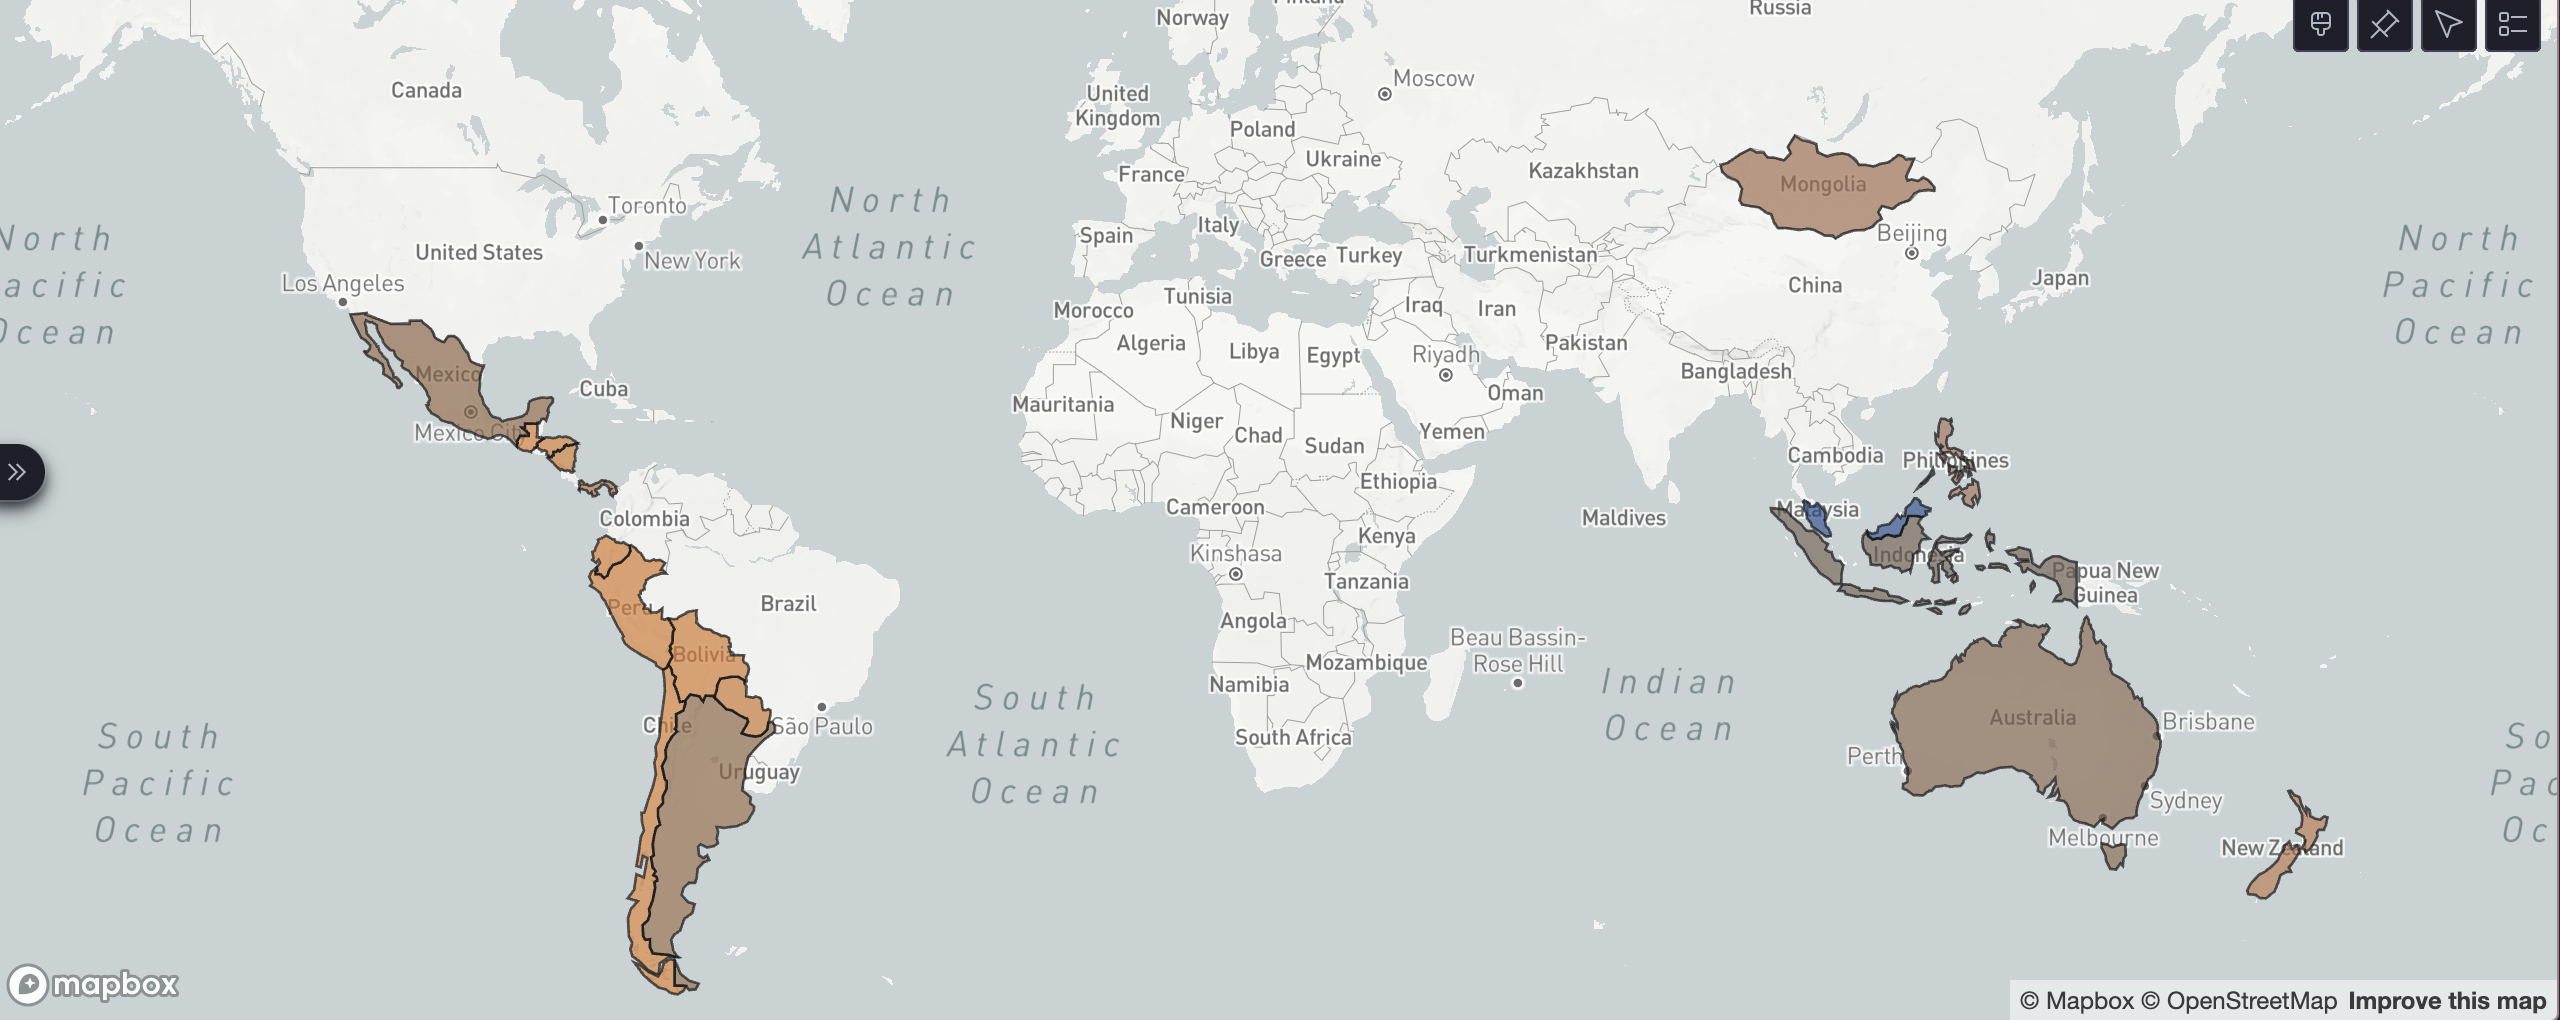 Norway
Russia
Canada
Moscow
United
Kingdom
Poland
Ukraine
France
Kazakhstan
Mongolia
Toronto
North
Atlantic
Ocean
Italy
Spain
Beijing
North
acific
Ocean
North
Pacific
Ocean
United States
New York
Greece
Turkey
Turkmenistan
China
Japan
Los Angeles
Tunisia
Morocco
Iraq
Iran
Algeria
Libya
Egypt
Riyadh
Pakistan
Bangladesh
Mexico
Cuba
Oman
Mauritania
Niger
Chad
Sudan
Yemen
Mexico City
Cambodia
Philippines
Ethiopia
Cameroon
Malaysia
Colombia
Maldives
Kenya
Kinshasa
Indonesia
Tanzania
Papua New
Guinea
Peru
Brazil
Angola
Beau Bassin-
Rose Hill
Bolivia
Mozambique
Namibia
Indian
Ocean
South
Atlantic
Ocean
Chile
São Paulo
Australia
Brisbane
South
Pacific
Ocean
South Africa
Perth
So
Pac
Oc
Uruguay
Sydney
Melbourne
New Zealand
mapbox
© Mapbox © OpenStreetMap Improve this map